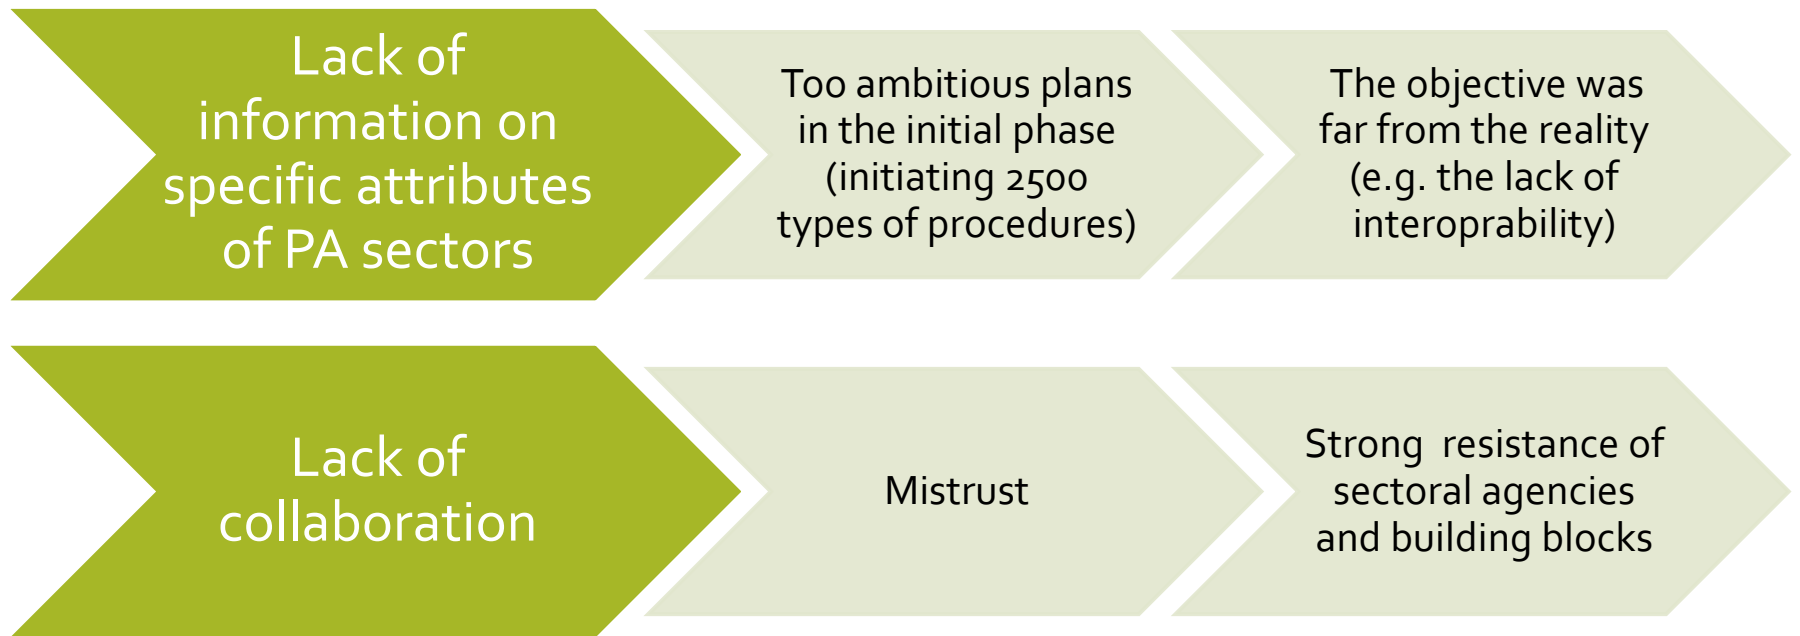 Lack of
information on
specific attributes
of PA sectors
Too ambitious plans
in the initial phase
(initiating 2500
types of procedures)
The objective was
far from the reality
(e.g. the lack of
interoprability)
Lack of
collaboration
Mistrust
Strong  resistance of
sectoral agencies
and building blocks